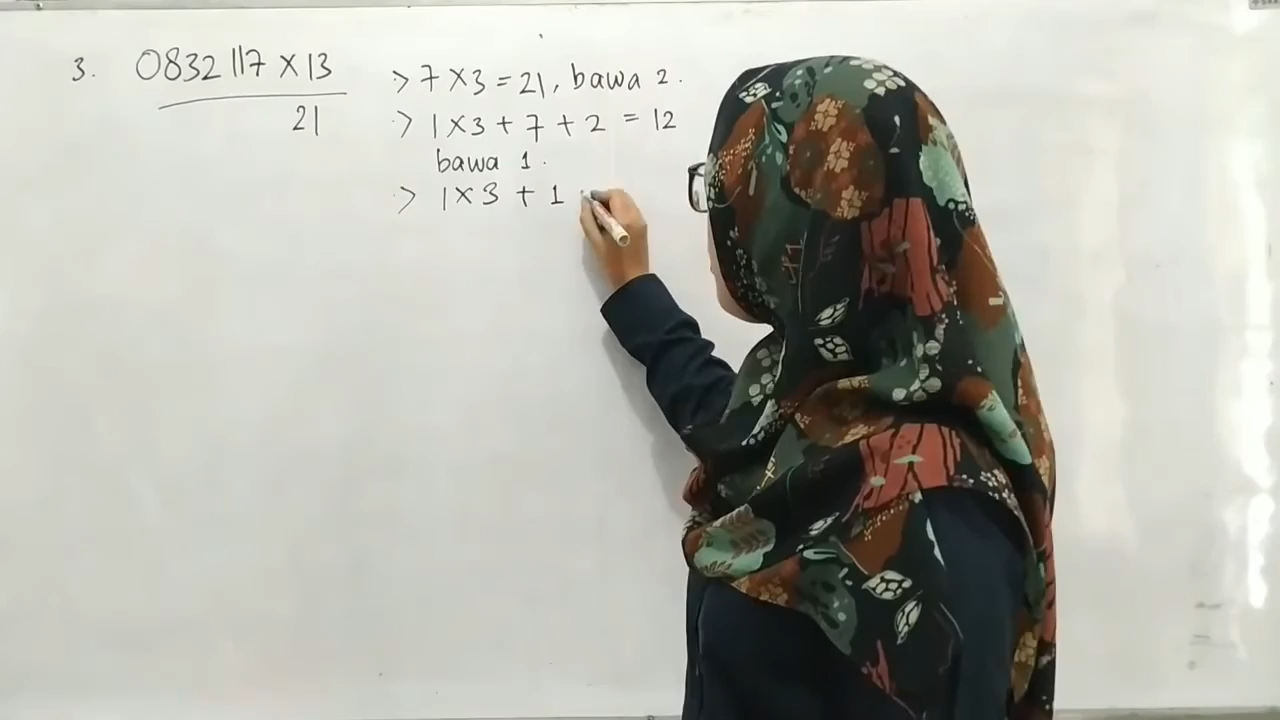 3. 0832117 × 13
21
> 7 × 3 = 21, bawa 2.
> 1 × 3 + 7 + 2 = 12
bawa 1.
> 1 × 3 + 1